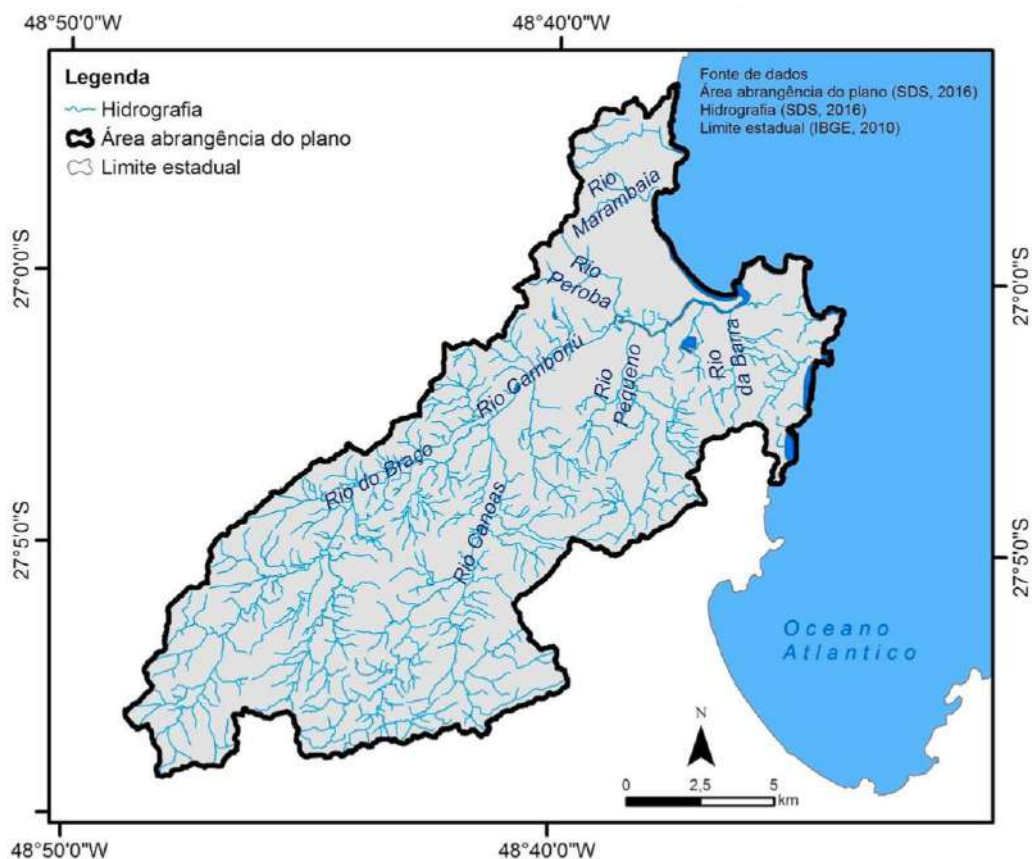 48°50'0"W
48°40'0"W
Legenda
Hidrografia
Área abrangência do plano
Limite estadual
Fonte de dados
Área abrangência do plano (SDS, 2016)
Hidrografia (SDS, 2016)
Limite estadual (IBGE, 2010)
Rio
Marambaia
27°0'0"S
27°0'0"S
Rio
Peroba
Rio Camboriú
Rio
Pequeno
Rio
da Barra
Rio do Braço
Rio Canoas
27°5'0"S
27°5'0"S
Oceano
Atlantico
N
0 2,5 5
km
48°50'0"W
48°40'0"W